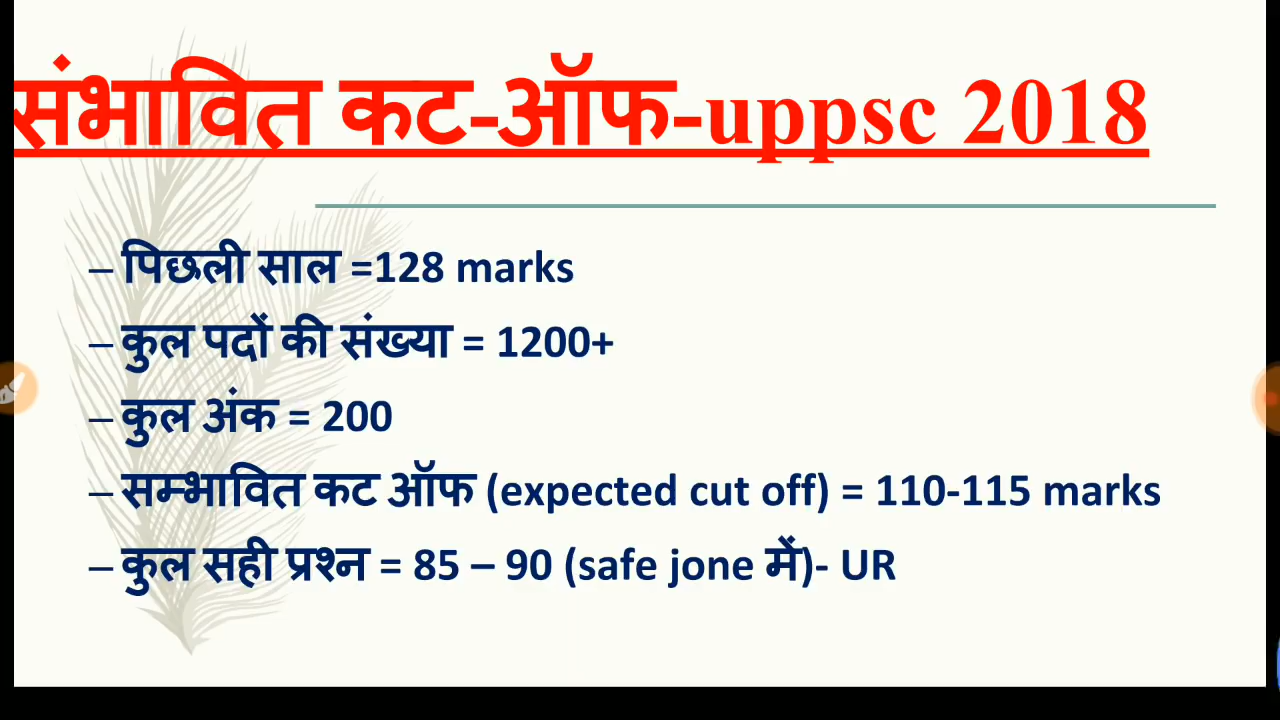 संभावित कट-ऑफ-uppsc 2018
– पिछली साल =128 marks
– कुल पदों की संख्या = 1200+
– कुल अंक = 200
– सम्भावित कट ऑफ (expected cut off) = 110-115 marks
– कुल सही प्रश्न = 85 – 90 (safe jone में)- UR